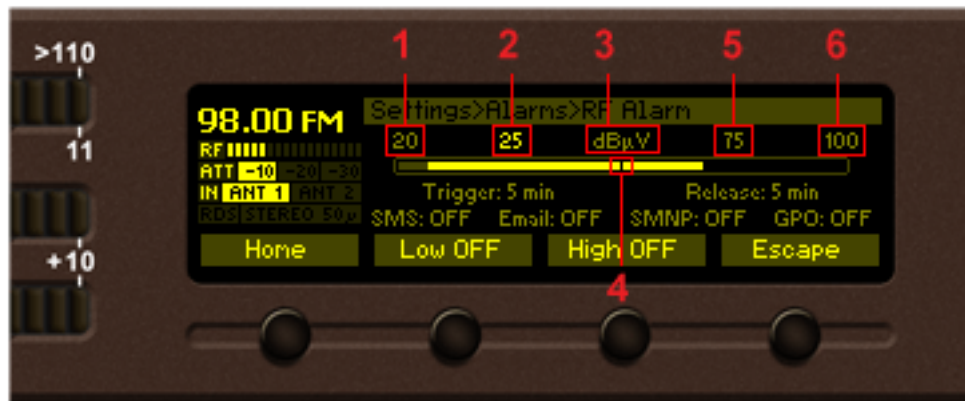 1 2 3 5 6
>110
11
+10
98.00 FM
RF
ATT -10 -20 -30
IN ANT 1 ANT 2
RDS STEREO 50µ
Settings>Alarms>RF Alarm
20 25 dBµV 75 100
Trigger: 5 min Release: 5 min
SMS: OFF Email: OFF SMNP: OFF GPO: OFF
Home Low OFF High OFF Escape
4